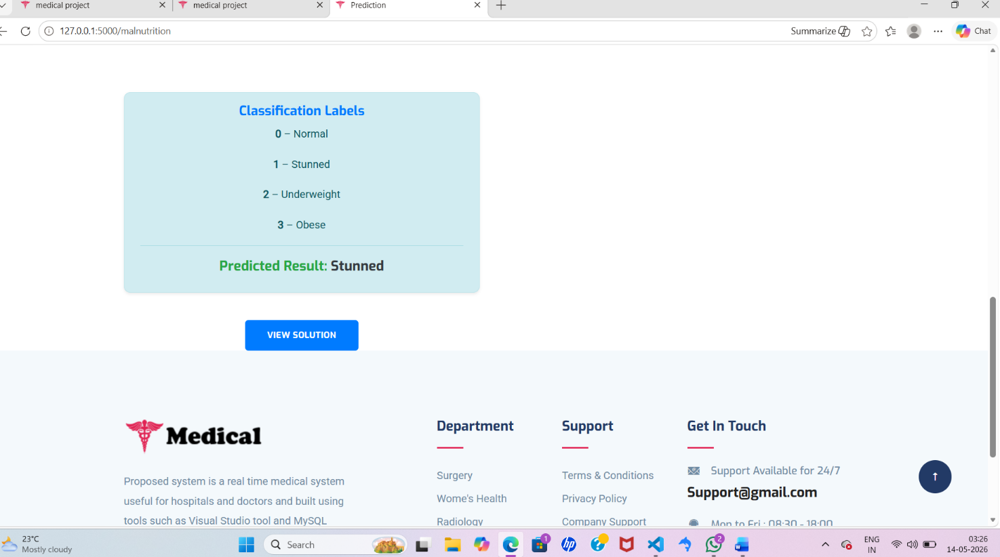 medical project
medical project
Prediction
127.0.0.1:5000/malnutrition
Summarize
Chat
Classification Labels
0 – Normal
1 – Stunned
2 – Underweight
3 – Obese
Predicted Result: Stunned
VIEW SOLUTION
Medical
Proposed system is a real time medical system
useful for hospitals and doctors and built using
tools such as Visual Studio tool and MySQL
Department
Surgery
Wome's Health
Radiology
Support
Terms & Conditions
Privacy Policy
Company Support
Get In Touch
Support Available for 24/7
Support@gmail.com
Mon to Fri : 08:30 - 18:00
23°C
Mostly cloudy
Search
1
hp
2
W
ENG
IN
03:26
14-05-2026